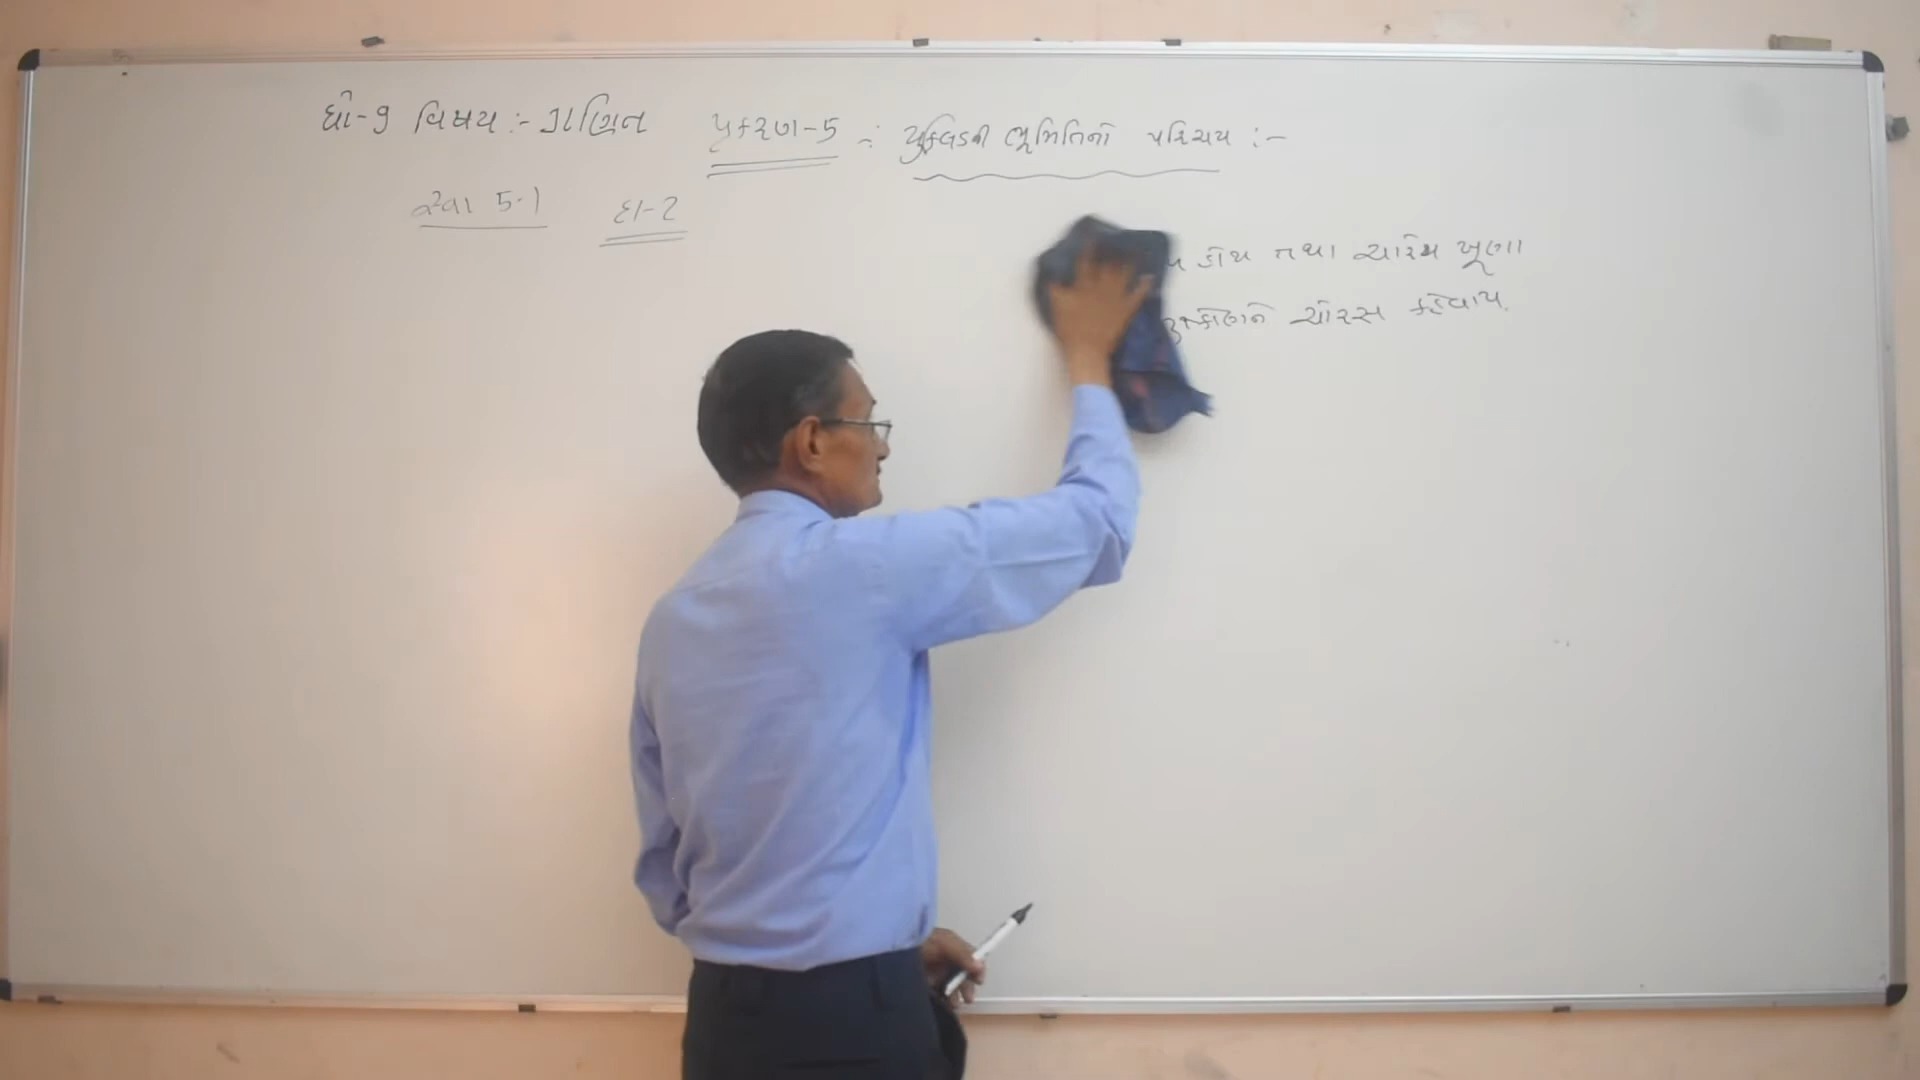 ધો-9 વિષય :- ગણિત પ્રકરણ-5 :- યુક્લિડની ભૂમિતિનો પરિચય :-
સ્વા 5.1 દા-2
હોય તથા ચારેય ખૂણા
ચોરસ કહેવાય.